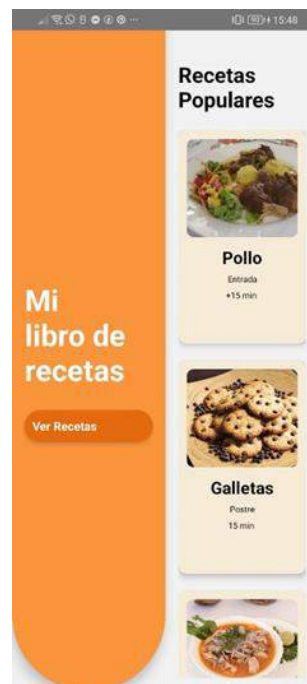 15:48
Mi
libro de
recetas
Ver Recetas
Recetas
Populares
Pollo
Entrada
+15 min
Galletas
Postre
15 min